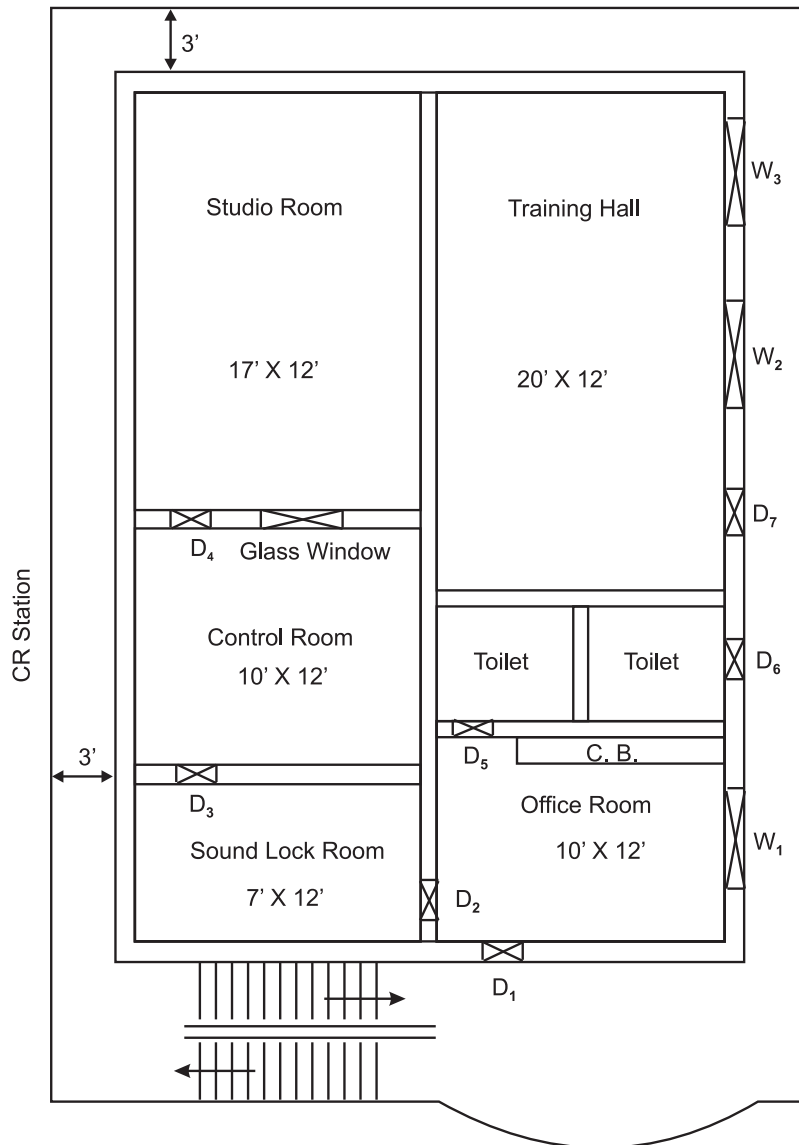 3’
W₃
Studio Room
Training Hall
17’ X 12’
W₂
20’ X 12’
D₇
D₄
Glass Window
Control Room
10’ X 12’
Toilet
Toilet
D₆
CR Station
D₅
C. B.
3’
D₃
Office Room
10’ X 12’
W₁
Sound Lock Room
7’ X 12’
D₂
D₁